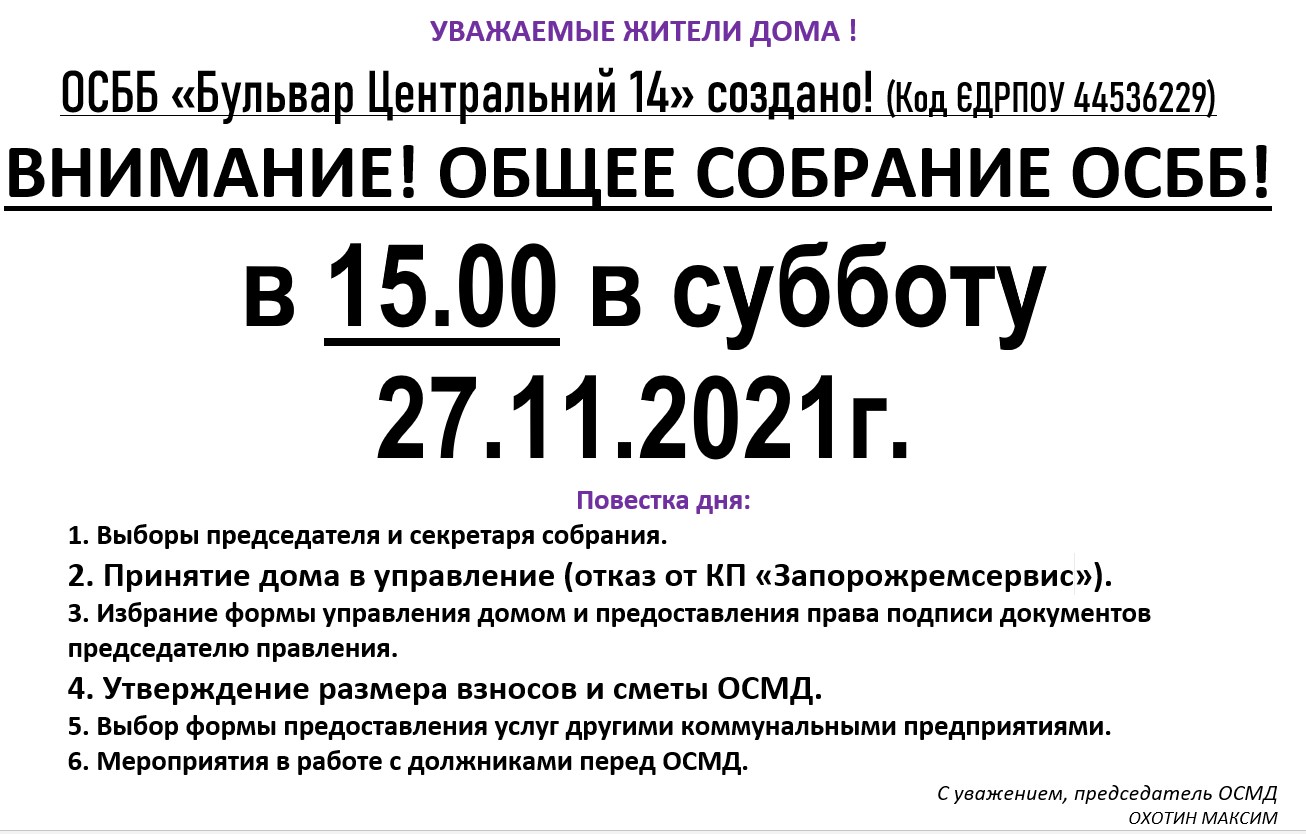 УВАЖАЕМЫЕ ЖИТЕЛИ ДОМА !
ОСББ «Бульвар Центральний 14» создано! (Код ЄДРПОУ 44536229)
ВНИМАНИЕ! ОБЩЕЕ СОБРАНИЕ ОСББ!
в 15.00 в субботу
27.11.2021г.
Повестка дня:
1. Выборы председателя и секретаря собрания.
2. Принятие дома в управление (отказ от КП «Запорожремсервис»).
3. Избрание формы управления домом и предоставления права подписи документов
председателю правления.
4. Утверждение размера взносов и сметы ОСМД.
5. Выбор формы предоставления услуг другими коммунальными предприятиями.
6. Мероприятия в работе с должниками перед ОСМД.
С уважением, председатель ОСМД
ОХОТИН МАКСИМ